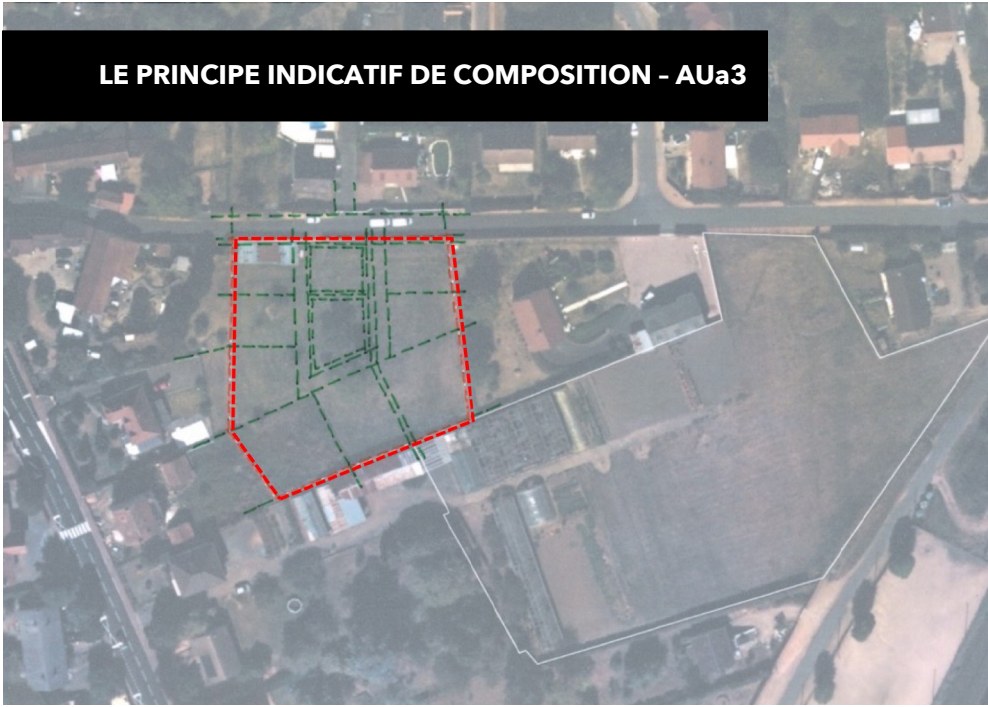 LE PRINCIPE INDICATIF DE COMPOSITION – AUa3